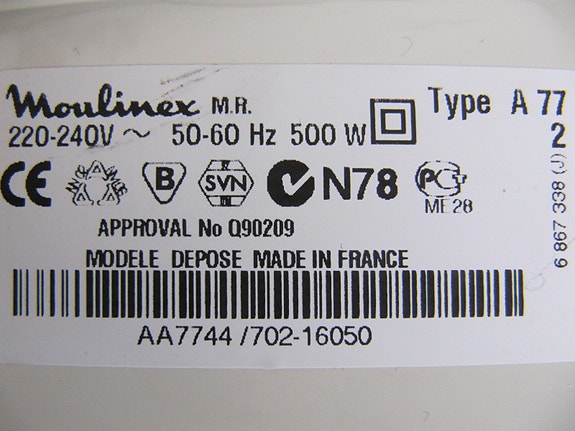 Moulinex M.R. Type A 77
220-240V ~ 50-60 Hz 500 W 2
CE B SVN N78 PC
ME 28
APPROVAL No Q90209
MODELE DEPOSE MADE IN FRANCE
AA7744 /702-16050
6 867 338 (J)